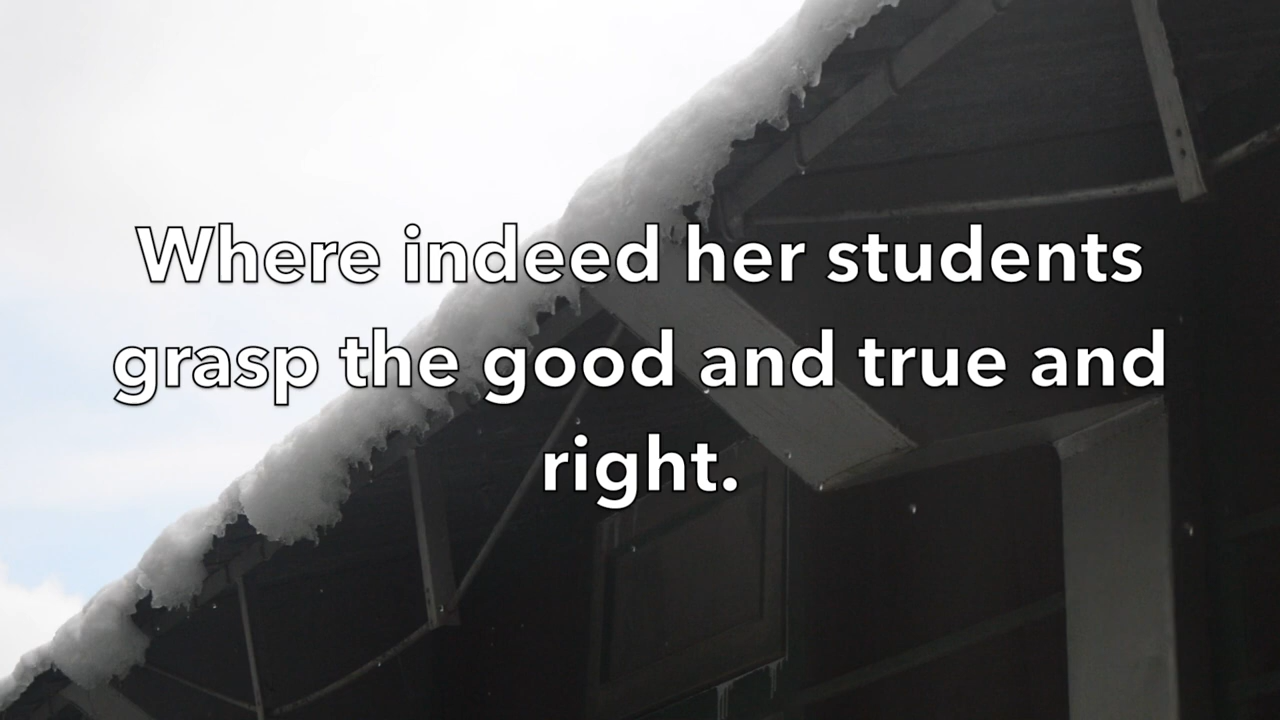 Where indeed her students
grasp the good and true and
right.